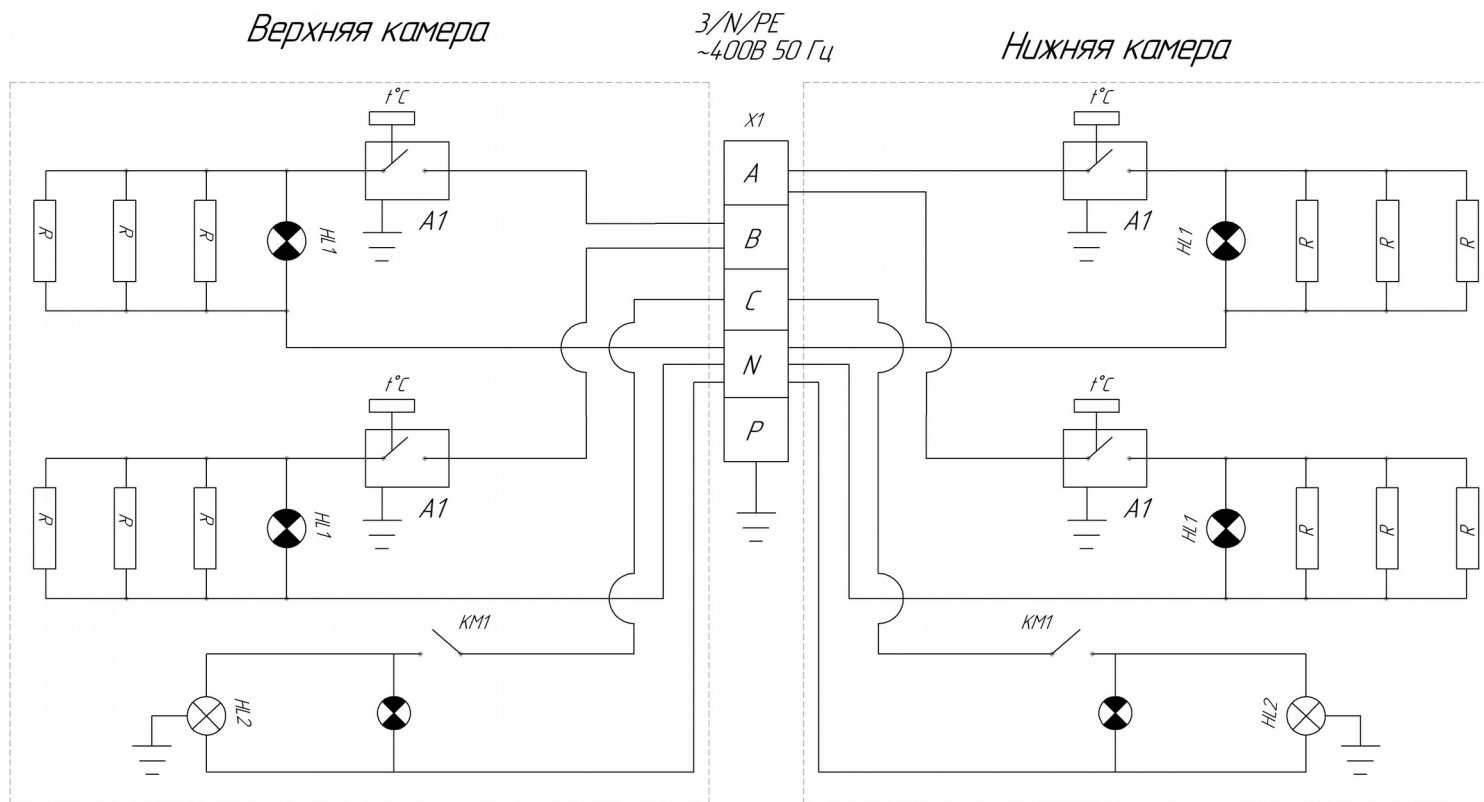 Верхняя камера
3/N/PE
~400В 50 Гц
Нижняя камера
t°C
A1
HL1
R
R
R
t°C
A1
HL1
R
R
R
KM1
HL2
X1
A
B
C
N
P
t°C
A1
HL1
R
R
R
t°C
A1
HL1
R
R
R
KM1
HL2